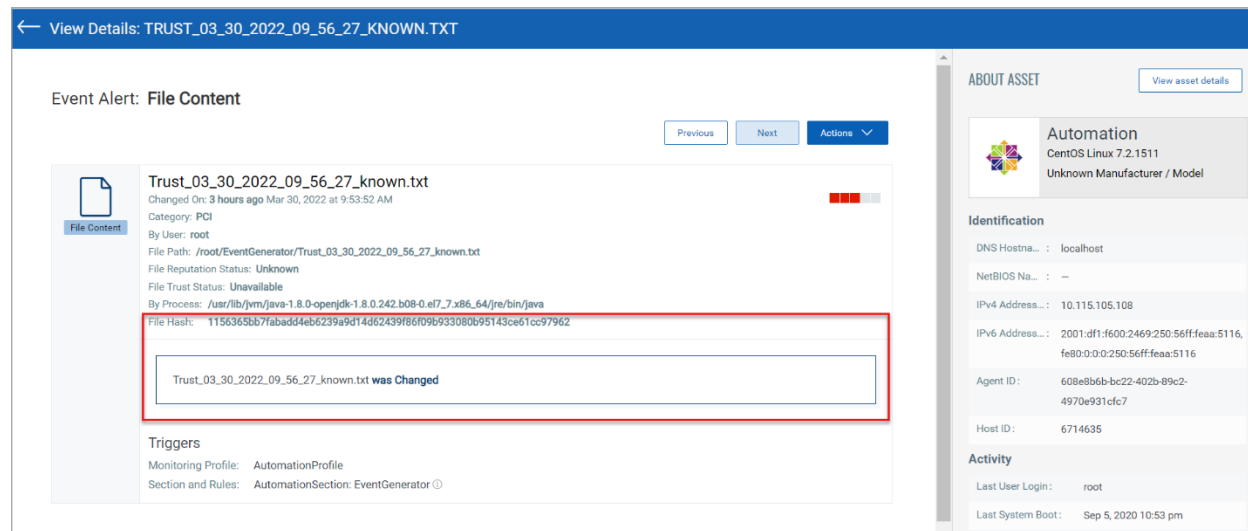 ← View Details: TRUST_03_30_2022_09_56_27_KNOWN.TXT
Event Alert: File Content
Previous
Next
Actions
File Content
Trust_03_30_2022_09_56_27_known.txt
Changed On: 3 hours ago Mar 30, 2022 at 9:53:52 AM
Category: PCI
By User: root
File Path: /root/EventGenerator/Trust_03_30_2022_09_56_27_known.txt
File Reputation Status: Unknown
File Trust Status: Unavailable
By Process: /usr/lib/jvm/java-1.8.0-openjdk-1.8.0.242.b08-0.el7_7.x86_64/jre/bin/java
File Hash: 1156365bb7fabadd4eb6239a9d14d62439f86f09b933080b95143ce61cc97962
Trust_03_30_2022_09_56_27_known.txt was Changed
Triggers
Monitoring Profile: AutomationProfile
Section and Rules: AutomationSection: EventGenerator
ABOUT ASSET
View asset details
Automation
CentOS Linux 7.2.1511
Unknown Manufacturer / Model
Identification
DNS Hostna... : localhost
NetBIOS Na... : –
IPv4 Address... : 10.115.105.108
IPv6 Address... : 2001:df1:f600:2469:250:56ff:feaa:5116,
fe80:0:0:0:250:56ff:feaa:5116
Agent ID : 608e8b6b-bc22-402b-89c2-
4970e931cfc7
Host ID : 6714635
Activity
Last User Login : root
Last System Boot : Sep 5, 2020 10:53 pm